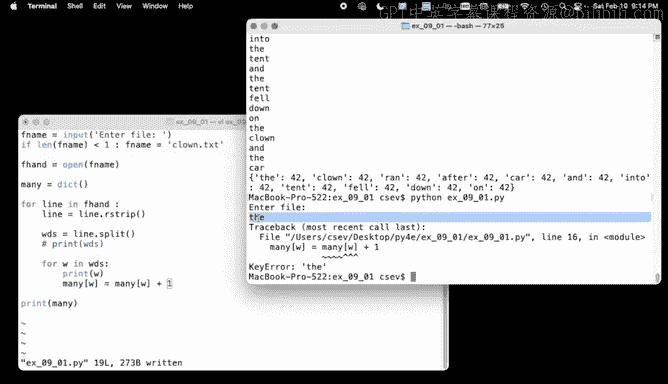 Terminal Shell Edit View Window Help
Sat Feb 10 9:14 PM
ex_09_01 — -bash — 77×25
into
the
tent
and
the
tent
fell
down
on
the
clown
and
the
car
{'the': 42, 'clown': 42, 'ran': 42, 'after': 42, 'car': 42, 'and': 42, 'into'
: 42, 'tent': 42, 'fell': 42, 'down': 42, 'on': 42}
MacBook-Pro-522:ex_09_01 csev$ python ex_09_01.py
Enter file:
the
Traceback (most recent call last):
File "/Users/csev/Desktop/py4e/ex_09_01/ex_09_01.py", line 16, in <module>
many[w] = many[w] + 1
~~~~^^^
KeyError: 'the'
MacBook-Pro-522:ex_09_01 csev$
fname = input('Enter file: ')
if len(fname) < 1 : fname = 'clown.txt'
fhand = open(fname)
many = dict()
for line in fhand :
line = line.rstrip()
wds = line.split()
# print(wds)
for w in wds:
print(w)
many[w] = many[w] + 1
print(many)
~
~
~
~
"ex_09_01.py" 19L, 273B written